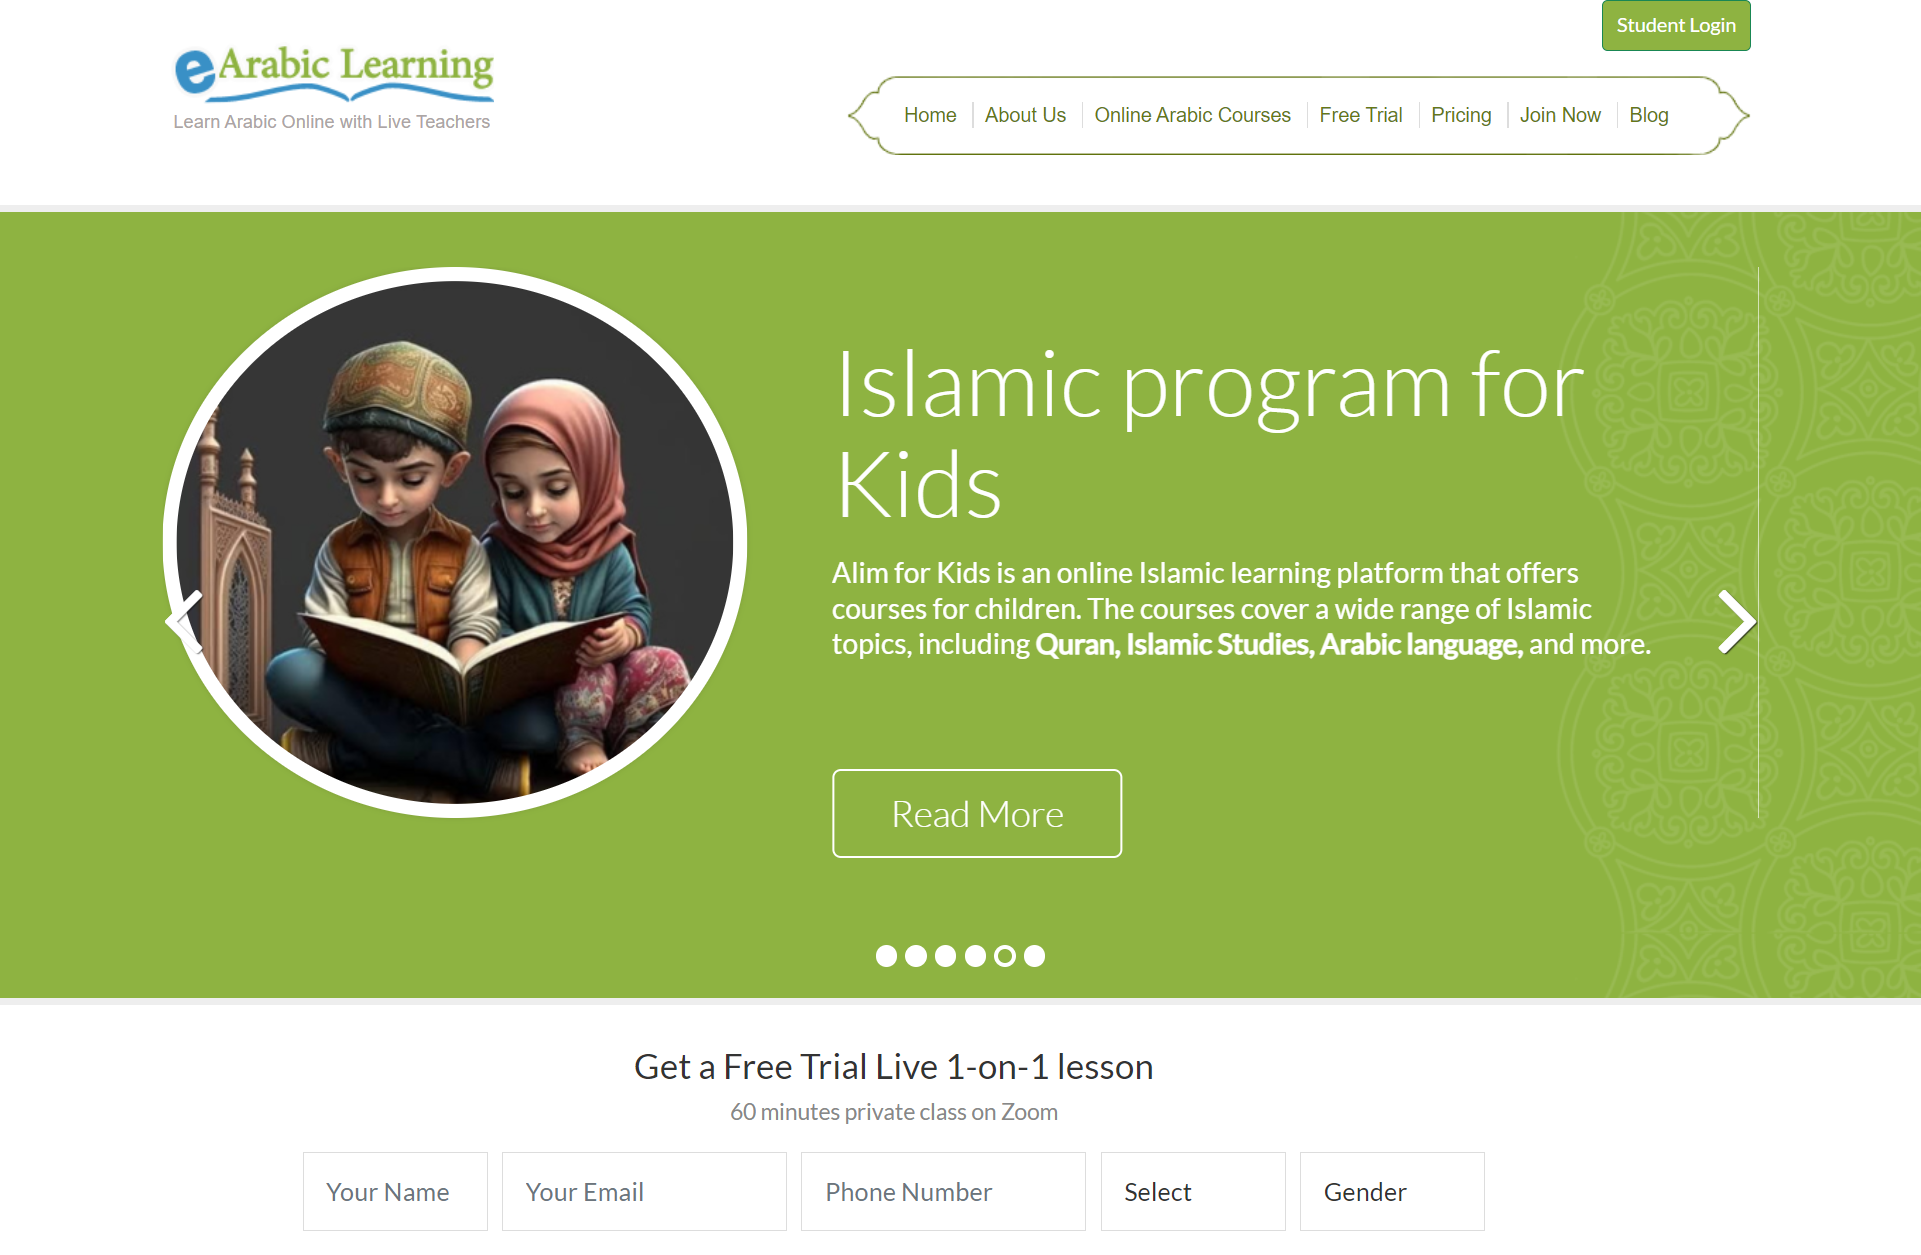 Student Login
e Arabic Learning
Learn Arabic Online with Live Teachers
Home
About Us
Online Arabic Courses
Free Trial
Pricing
Join Now
Blog
Islamic program for
Kids
Alim for Kids is an online Islamic learning platform that offers
courses for children. The courses cover a wide range of Islamic
topics, including Quran, Islamic Studies, Arabic language, and more.
Read More
Get a Free Trial Live 1-on-1 lesson
60 minutes private class on Zoom
Your Name
Your Email
Phone Number
Select
Gender